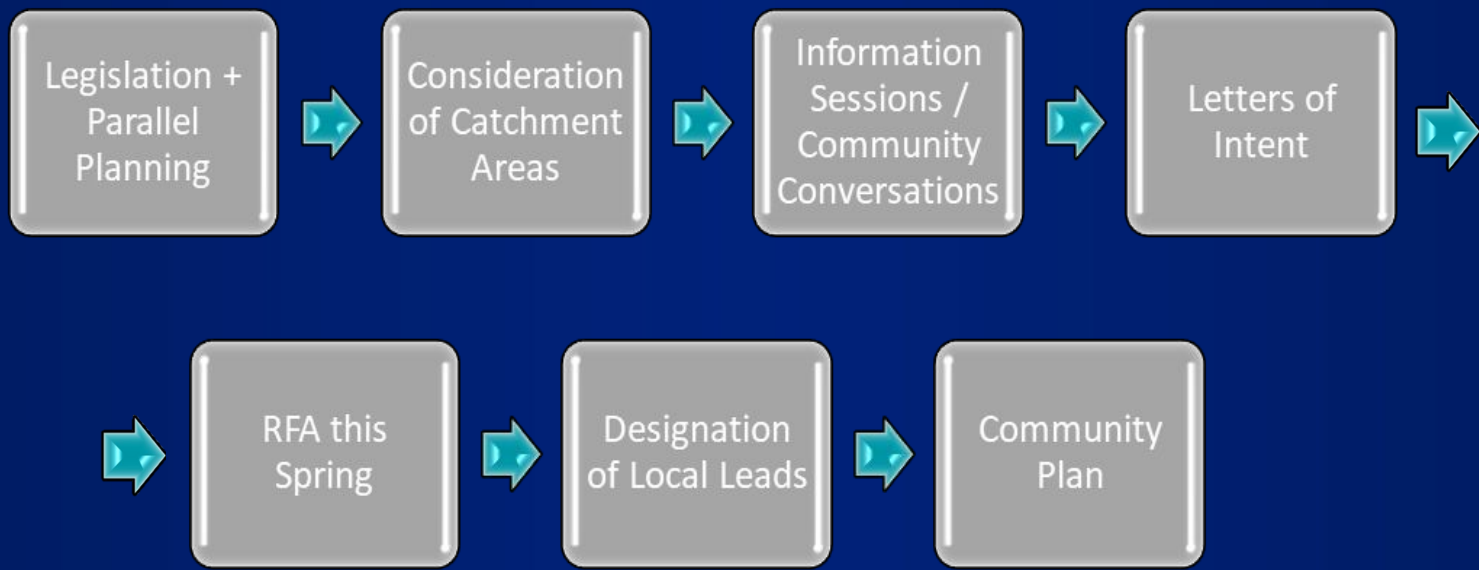 Legislation +
Parallel
Planning
Consideration
of Catchment
Areas
Information
Sessions /
Community
Conversations
Letters of
Intent
RFA this
Spring
Designation
of Local Leads
Community
Plan